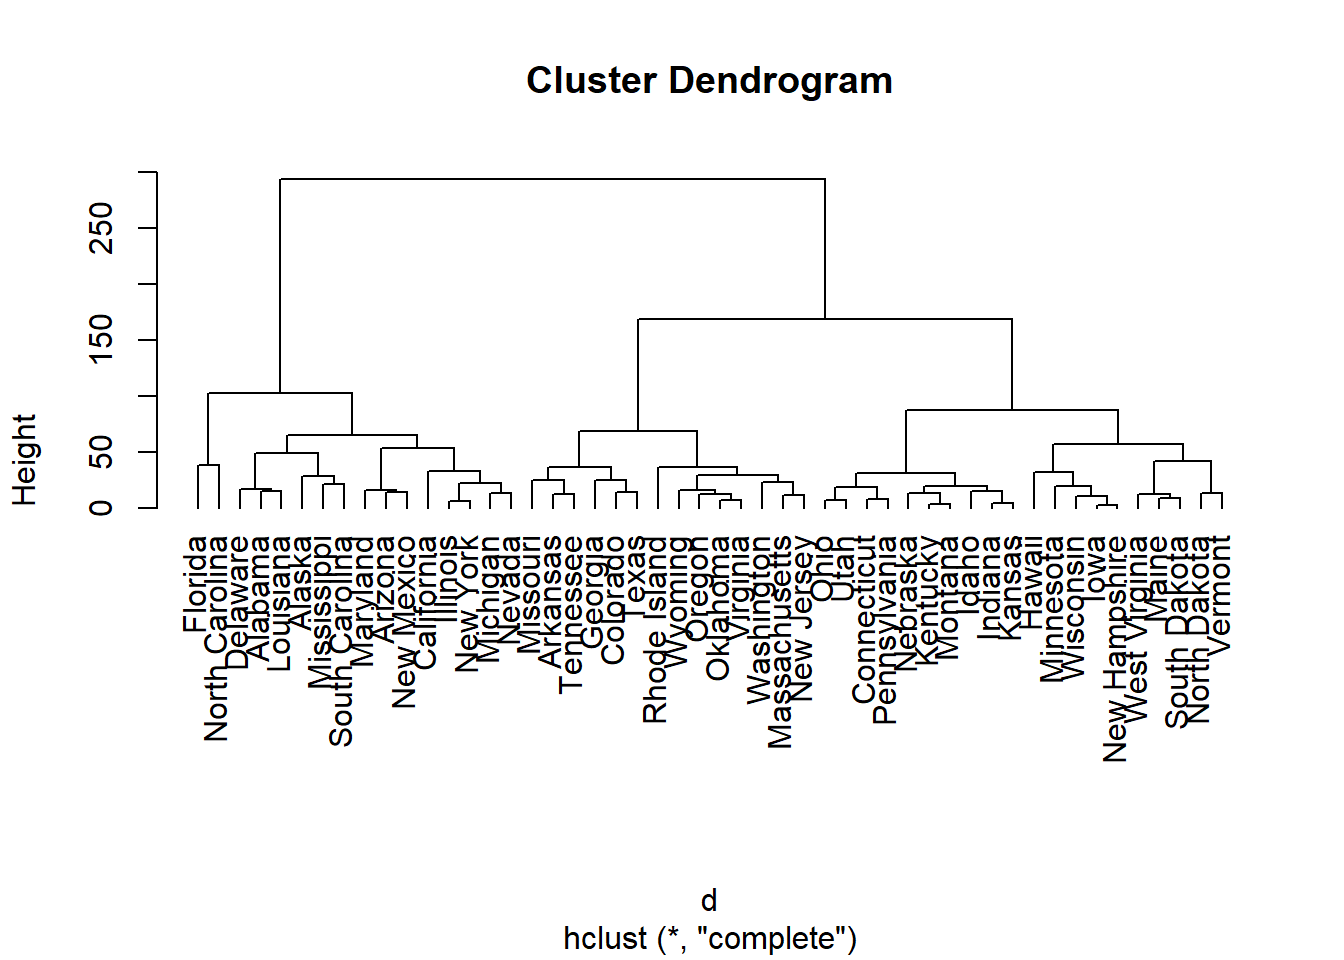 Cluster Dendrogram
Height
250
150
50
0
Florida
North Carolina
Delaware
Alabama
Louisiana
Alaska
Mississippi
South Carolina
Maryland
Arizona
New Mexico
California
Illinois
New York
Michigan
Nevada
Missouri
Arkansas
Tennessee
Georgia
Colorado
Texas
Rhode Island
Wyoming
Oregon
Oklahoma
Virginia
Washington
Massachusetts
New Jersey
Ohio
Utah
Connecticut
Pennsylvania
Nebraska
Kentucky
Montana
Idaho
Indiana
Kansas
Hawaii
Minnesota
Wisconsin
Iowa
New Hampshire
West Virginia
Maine
South Dakota
North Dakota
Vermont
d
hclust (*, "complete")